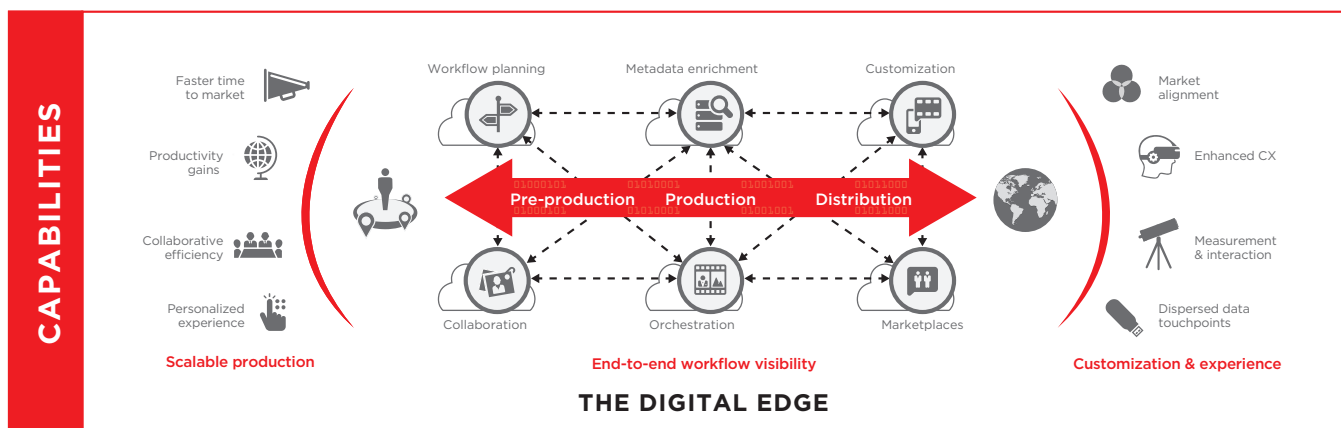 CAPABILITIES
Faster time
to market
Productivity
gains
Collaborative
efficiency
Personalized
experience
Scalable production
Workflow planning
Metadata enrichment
Customization
01000101
01010001
01001001
01011000
Pre-production
Production
Distribution
01000101
01010001
01001001
01011000
Collaboration
Orchestration
Marketplaces
End-to-end workflow visibility
Market
alignment
Enhanced CX
Measurement
& interaction
Dispersed data
touchpoints
Customization & experience
THE DIGITAL EDGE